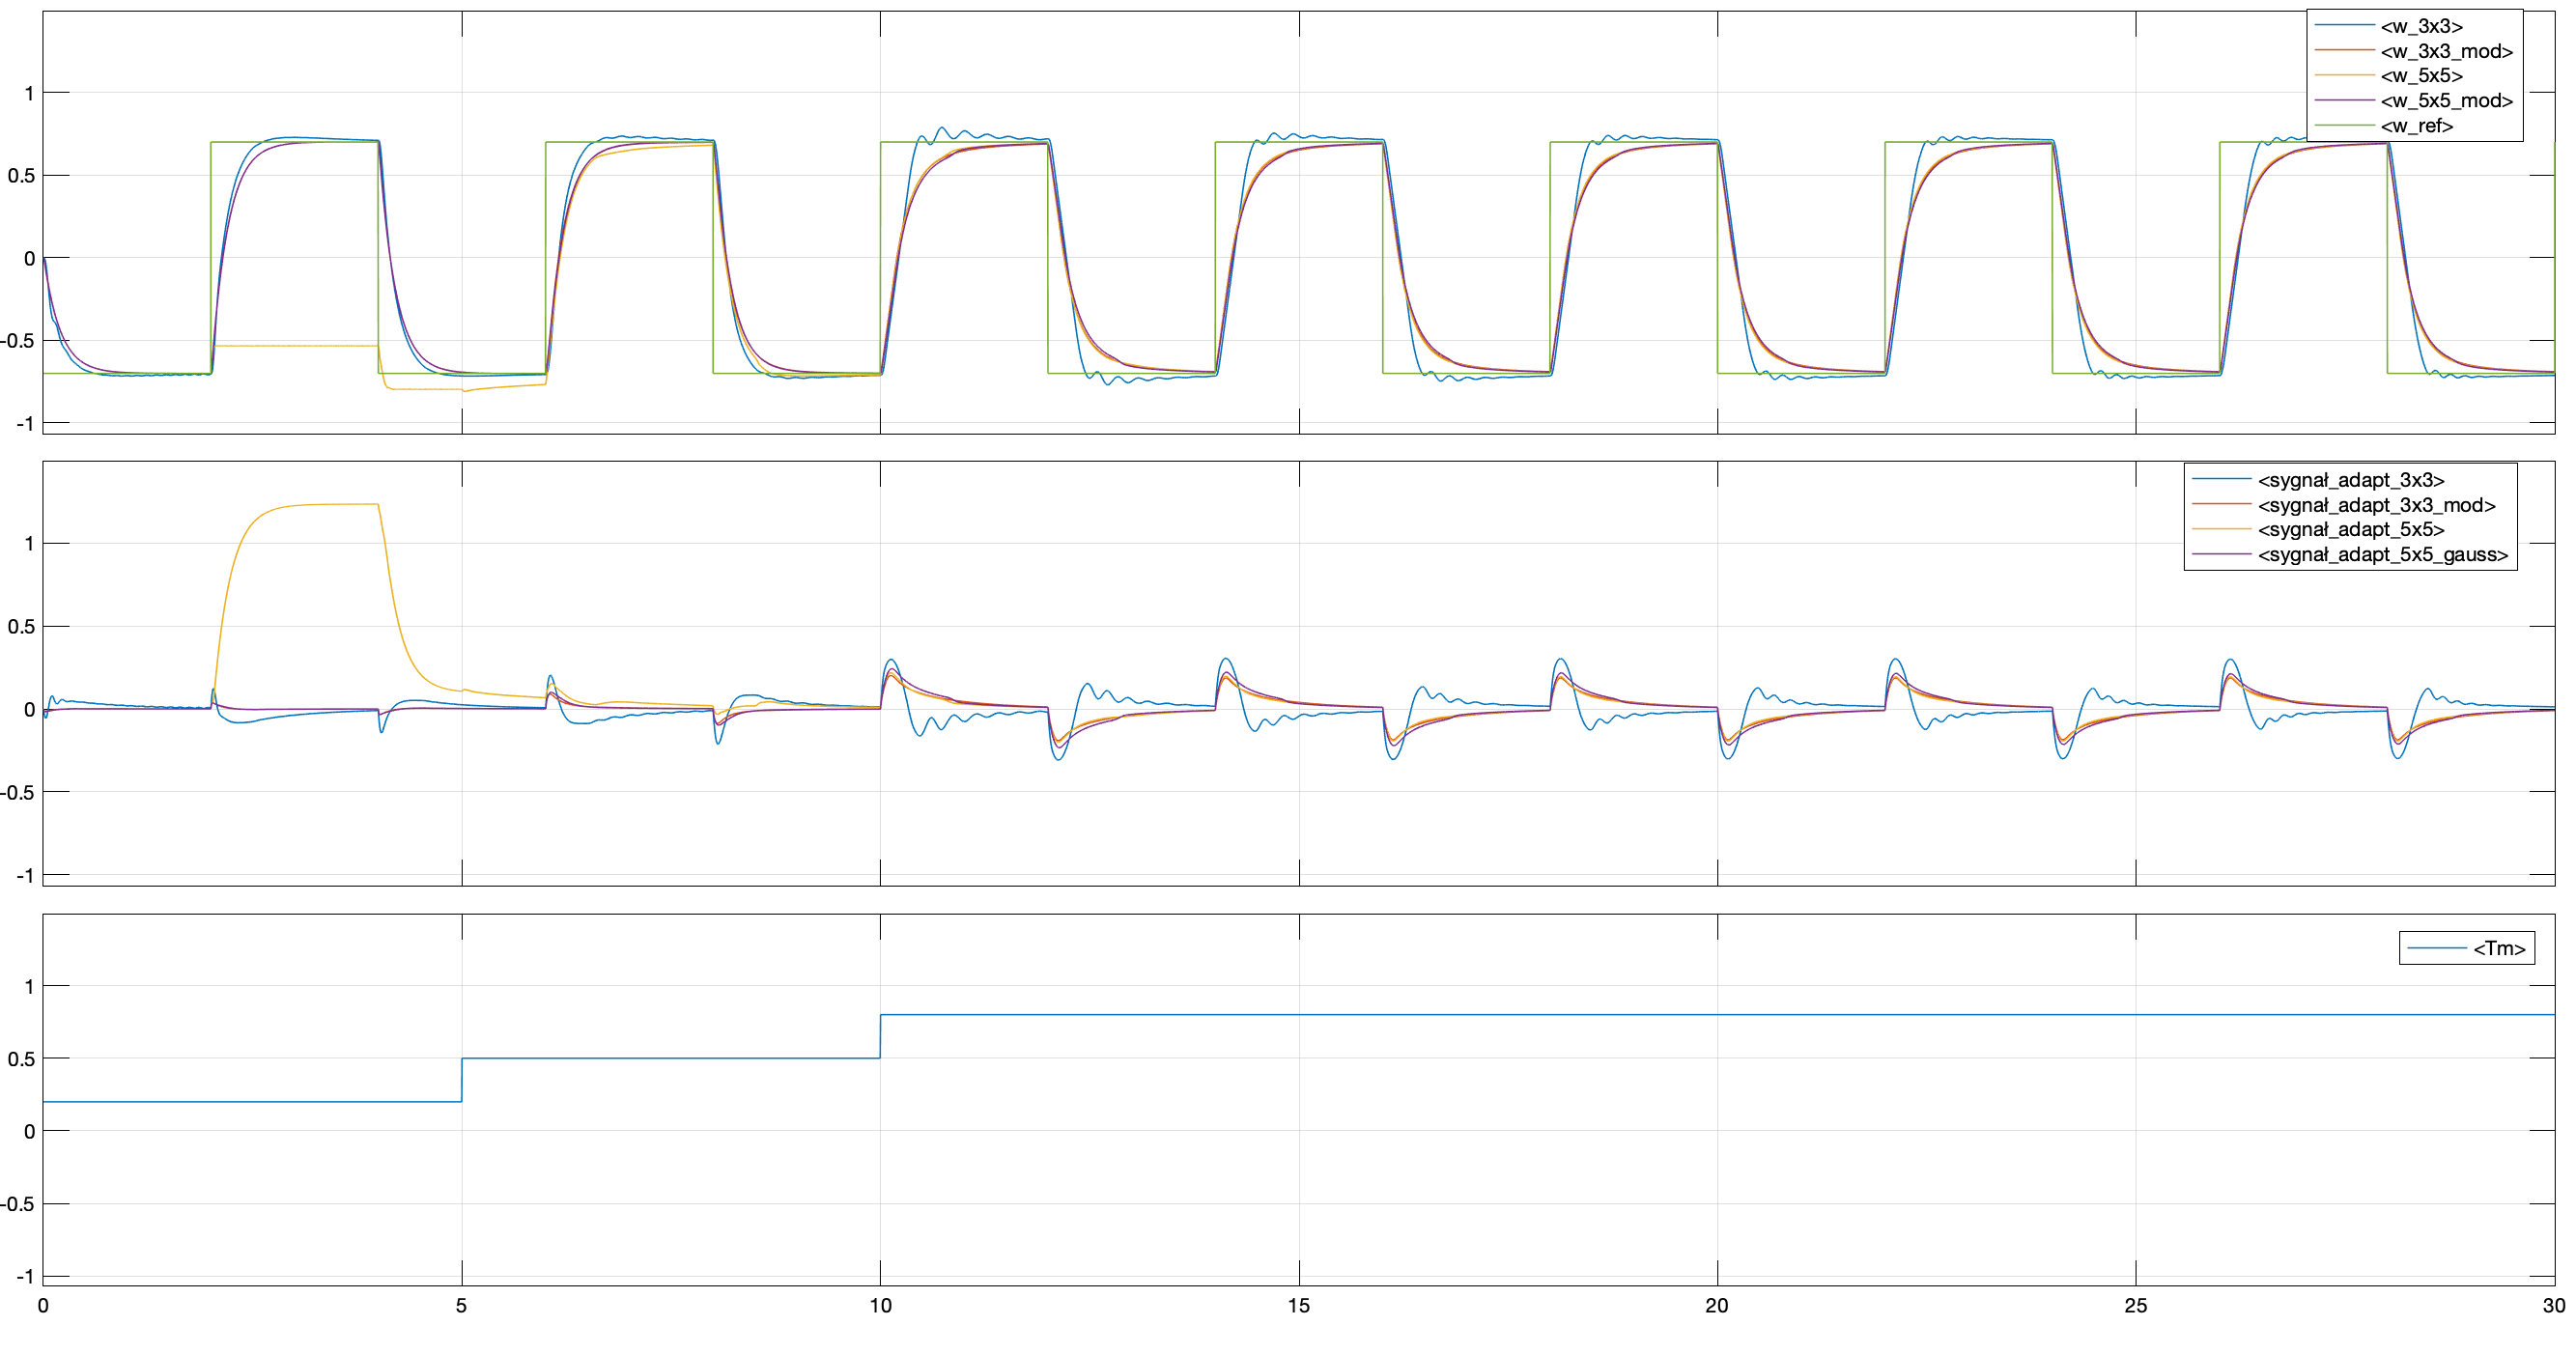 <w_3x3>
<w_3x3_mod>
<w_5x5>
<w_5x5_mod>
<w_ref>
1
0.5
0
-0.5
-1
<sygnał_adapt_3x3>
<sygnał_adapt_3x3_mod>
<sygnał_adapt_5x5>
<sygnał_adapt_5x5_gauss>
1
0.5
0
-0.5
-1
<Tm>
1
0.5
0
-0.5
-1
0 5 10 15 20 25 30